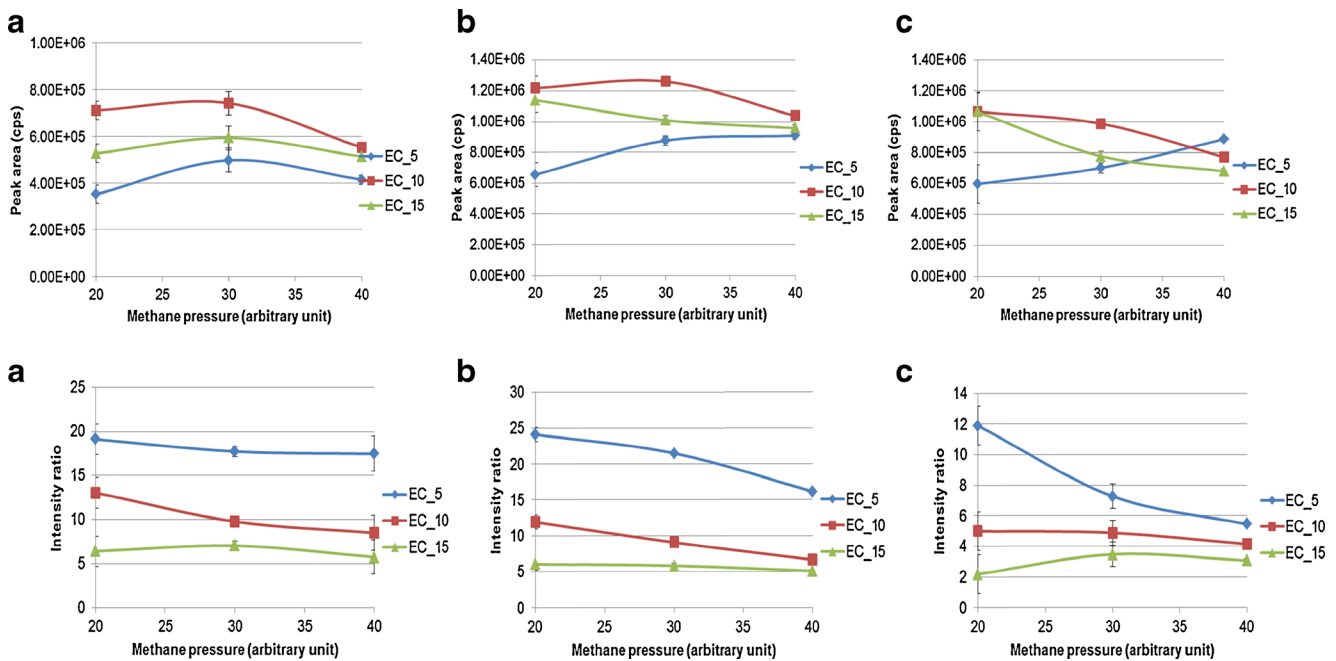 a
1.00E+06
8.00E+05
6.00E+05
4.00E+05
2.00E+05
0.00E+00
Peak area (cps)
20 25 30 35 40
Methane pressure (arbitrary unit)
EC_5
EC_10
EC_15
b
1.40E+06
1.20E+06
1.00E+06
8.00E+05
6.00E+05
4.00E+05
2.00E+05
0.00E+00
Peak area (cps)
20 25 30 35 40
Methane pressure (arbitrary unit)
EC_5
EC_10
EC_15
c
1.40E+06
1.20E+06
1.00E+06
8.00E+05
6.00E+05
4.00E+05
2.00E+05
0.00E+00
Peak area (cps)
20 25 30 35 40
Methane pressure (arbitrary unit)
EC_5
EC_10
EC_15
a
25
20
15
10
5
0
Intensity ratio
20 25 30 35 40
Methane pressure (arbitrary unit)
EC_5
EC_10
EC_15
b
30
25
20
15
10
5
0
Intensity ratio
20 25 30 35 40
Methane pressure (arbitrary unit)
EC_5
EC_10
EC_15
c
14
12
10
8
6
4
2
0
Intensity ratio
20 25 30 35 40
Methane pressure (arbitrary unit)
EC_5
EC_10
EC_15